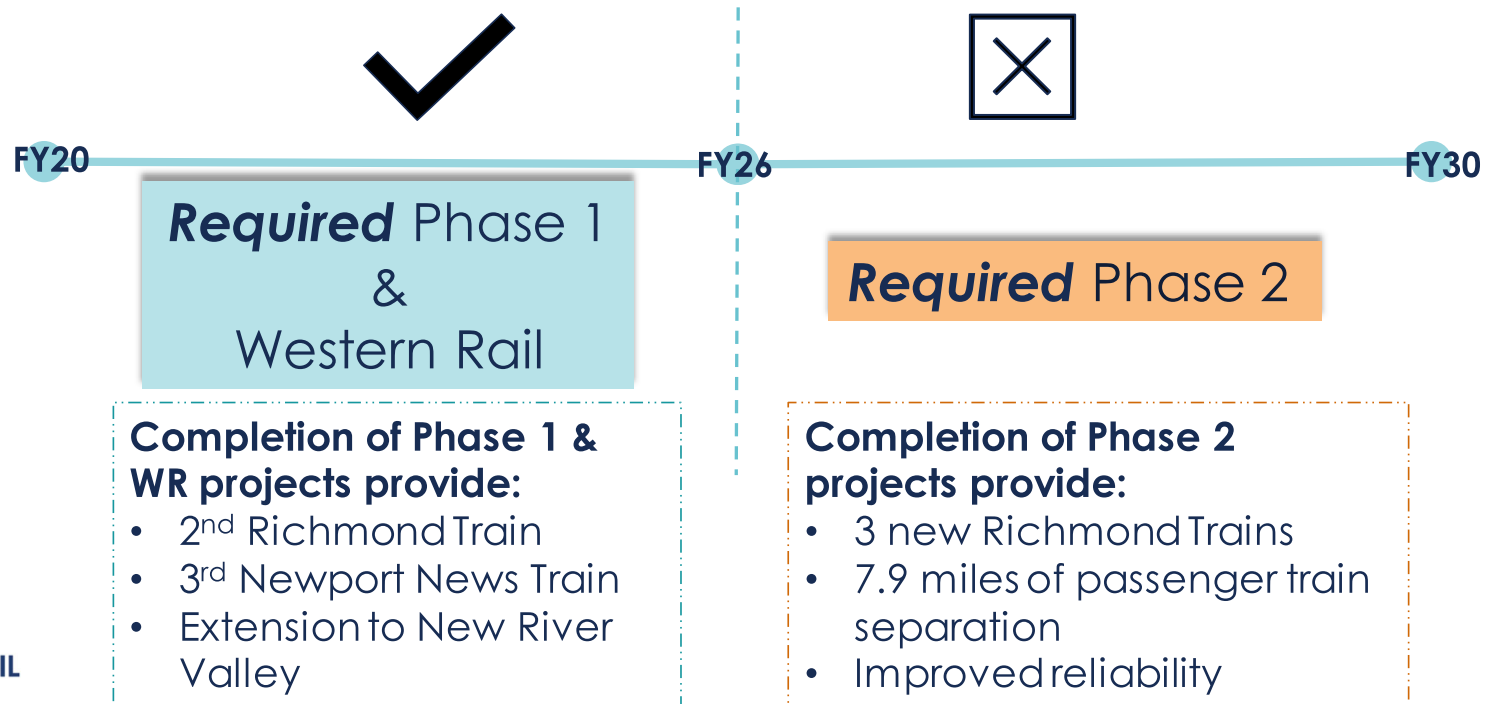 FY20
FY26
FY30
Required Phase 1
&
Western Rail
Required Phase 2
Completion of Phase 1 &
WR projects provide:
• 2nd Richmond Train
• 3rd Newport News Train
• Extension to New River
Valley
Completion of Phase 2
projects provide:
• 3 new Richmond Trains
• 7.9 miles of passenger train
separation
• Improved reliability
IL